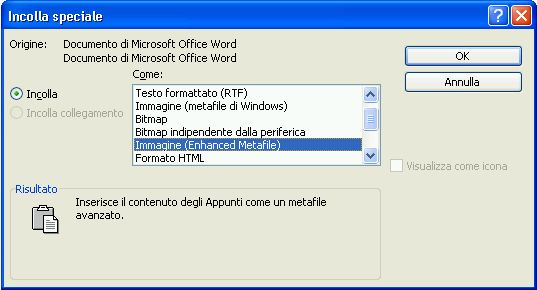 Incolla speciale
Origine: Documento di Microsoft Office Word
Documento di Microsoft Office Word
Come:
OK
Annulla
Incolla
Incolla collegamento
Testo formattato (RTF)
Immagine (metafile di Windows)
Bitmap
Bitmap indipendente dalla periferica
Immagine (Enhanced Metafile)
Formato HTML
Visualizza come icona
Risultato
Inserisce il contenuto degli Appunti come un metafile
avanzato.